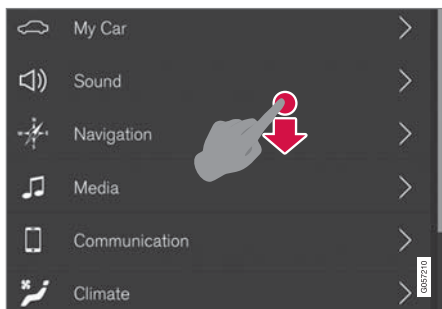 My Car
Sound
Navigation
Media
Communication
Climate
G057210